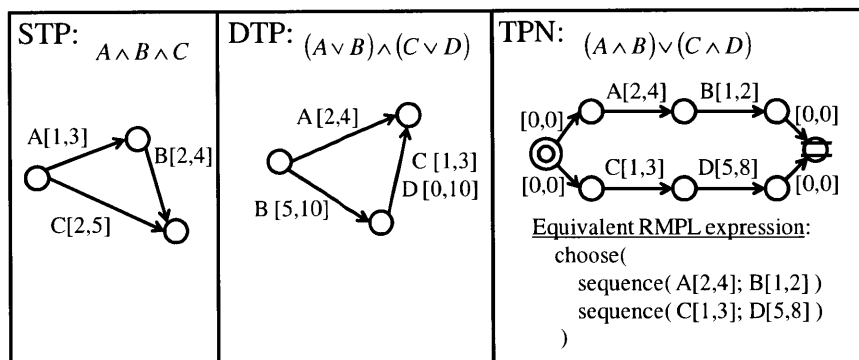 STP:
A ∧ B ∧ C
A[1,3]
B[2,4]
C[2,5]
DTP:
(A ∨ B) ∧ (C ∨ D)
A [2,4]
C [1,3]
D [0,10]
B [5,10]
TPN:
(A ∧ B) ∨ (C ∧ D)
A[2,4] B[1,2]
[0,0] [0,0]
C[1,3] D[5,8]
[0,0] [0,0]
Equivalent RMPL expression:
choose(
sequence( A[2,4]; B[1,2] )
sequence( C[1,3]; D[5,8] )
)